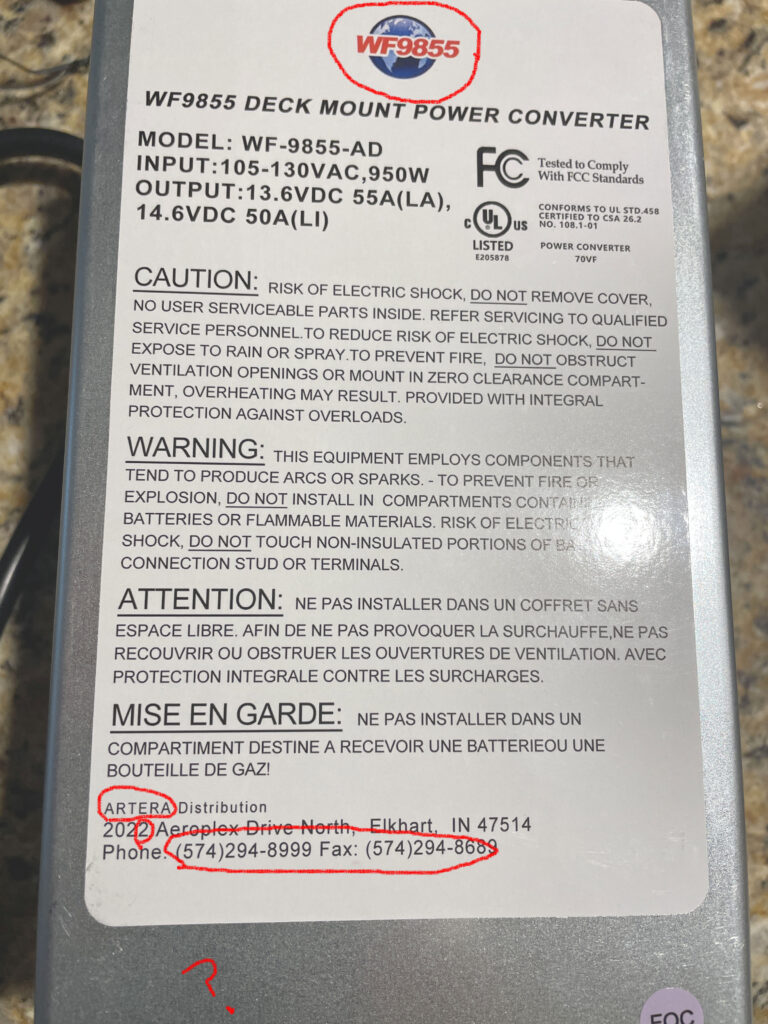 WF9855
WF9855 DECK MOUNT POWER CONVERTER
MODEL: WF-9855-AD
INPUT:105-130VAC,950W
OUTPUT:13.6VDC 55A(LA),
14.6VDC 50A(LI)
FC Tested to Comply
With FCC Standards
c UL us
LISTED
E205878
CONFORMS TO UL STD.458
CERTIFIED TO CSA 26.2
NO. 108.1-01
POWER CONVERTER
70VF
CAUTION: RISK OF ELECTRIC SHOCK, DO NOT REMOVE COVER,
NO USER SERVICEABLE PARTS INSIDE. REFER SERVICING TO QUALIFIED
SERVICE PERSONNEL.TO REDUCE RISK OF ELECTRIC SHOCK, DO NOT
EXPOSE TO RAIN OR SPRAY.TO PREVENT FIRE, DO NOT OBSTRUCT
VENTILATION OPENINGS OR MOUNT IN ZERO CLEARANCE COMPART-
MENT, OVERHEATING MAY RESULT. PROVIDED WITH INTEGRAL
PROTECTION AGAINST OVERLOADS.
WARNING: THIS EQUIPMENT EMPLOYS COMPONENTS THAT
TEND TO PRODUCE ARCS OR SPARKS. - TO PREVENT FIRE OR
EXPLOSION, DO NOT INSTALL IN COMPARTMENTS
BATTERIES OR FLAMMABLE MATERIALS. RISK OF ELECTRIC
SHOCK, DO NOT TOUCH NON-INSULATED PORTIONS OF
CONNECTION STUD OR TERMINALS.
ATTENTION: NE PAS INSTALLER DANS UN COFFRET SANS
ESPACE LIBRE. AFIN DE NE PAS PROVOQUER LA SURCHAUFFE,NE PAS
RECOUVRIR OU OBSTRUER LES OUVERTURES DE VENTILATION. AVEC
PROTECTION INTEGRALE CONTRE LES SURCHARGES.
MISE EN GARDE: NE PAS INSTALLER DANS UN
COMPARTIMENT DESTINE A RECEVOIR UNE BATTERIEOU UNE
BOUTEILLE DE GAZ!
ARTERA Distribution
2022 Aeroplex Drive North, Elkhart, IN 47514
Phone: (574)294-8999 Fax: (574)294-8689
?